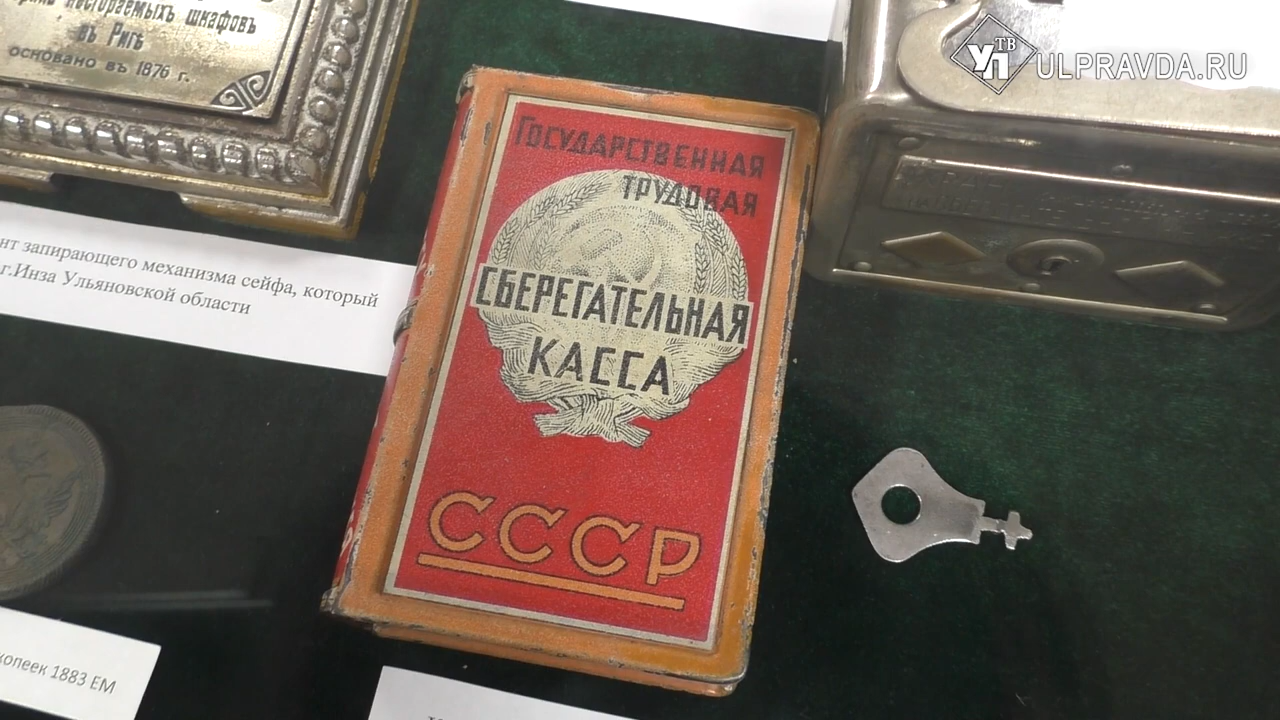 несгораемых шкафовъ
въ Ригѣ
основано въ 1876 г.
УП ТВ
ULPRAVDA.RU
ГОСУДАРСТВЕННАЯ
ТРУДОВАЯ
СБЕРЕГАТЕЛЬНАЯ
КАССА
СССР
нт запирающего механизма сейфа, который
г.Инза Ульяновской области
копеек 1883 ЕМ